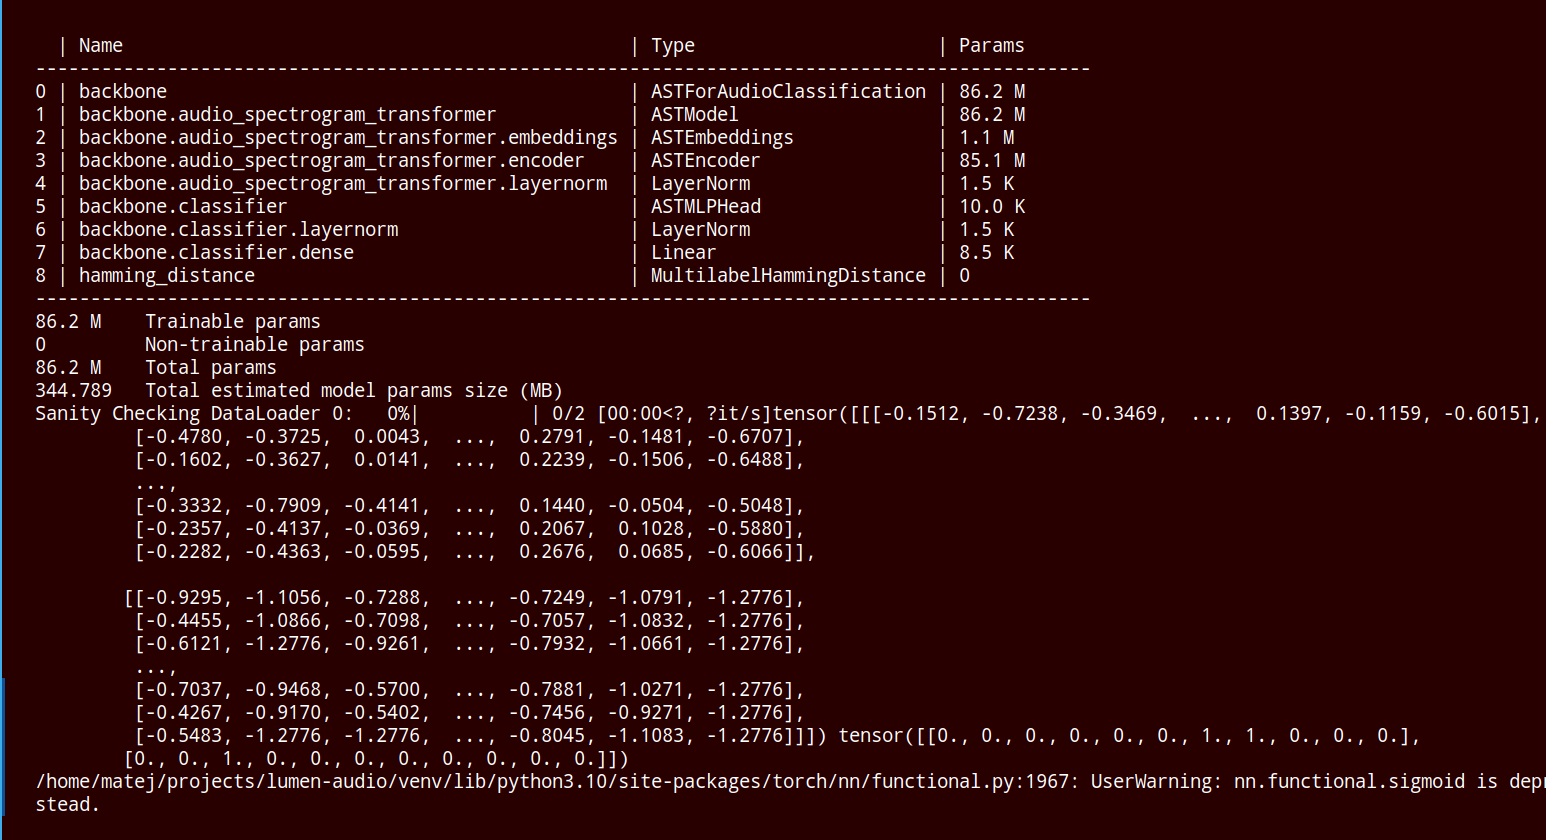 | Name                                              | Type                      | Params
------------------------------------------------------------------------------------------------
0 | backbone                                          | ASTForAudioClassification | 86.2 M
1 | backbone.audio_spectrogram_transformer            | ASTModel                  | 86.2 M
2 | backbone.audio_spectrogram_transformer.embeddings | ASTEmbeddings             | 1.1 M
3 | backbone.audio_spectrogram_transformer.encoder    | ASTEncoder                | 85.1 M
4 | backbone.audio_spectrogram_transformer.layernorm  | LayerNorm                 | 1.5 K
5 | backbone.classifier                               | ASTMLPHead                | 10.0 K
6 | backbone.classifier.layernorm                     | LayerNorm                 | 1.5 K
7 | backbone.classifier.dense                         | Linear                    | 8.5 K
8 | hamming_distance                                  | MultilabelHammingDistance | 0
------------------------------------------------------------------------------------------------
86.2 M    Trainable params
0         Non-trainable params
86.2 M    Total params
344.789   Total estimated model params size (MB)
Sanity Checking DataLoader 0:   0%|          | 0/2 [00:00<?, ?it/s]tensor([[[-0.1512, -0.7238, -0.3469,  ...,  0.1397, -0.1159, -0.6015],
         [-0.4780, -0.3725,  0.0043,  ...,  0.2791, -0.1481, -0.6707],
         [-0.1602, -0.3627,  0.0141,  ...,  0.2239, -0.1506, -0.6488],
         ...,
         [-0.3332, -0.7909, -0.4141,  ...,  0.1440, -0.0504, -0.5048],
         [-0.2357, -0.4137, -0.0369,  ...,  0.2067,  0.1028, -0.5880],
         [-0.2282, -0.4363, -0.0595,  ...,  0.2676,  0.0685, -0.6066]],
        [[-0.9295, -1.1056, -0.7288,  ..., -0.7249, -1.0791, -1.2776],
         [-0.4455, -1.0866, -0.7098,  ..., -0.7057, -1.0832, -1.2776],
         [-0.6121, -1.2776, -0.9261,  ..., -0.7932, -1.0661, -1.2776],
         ...,
         [-0.7037, -0.9468, -0.5700,  ..., -0.7881, -1.0271, -1.2776],
         [-0.4267, -0.9170, -0.5402,  ..., -0.7456, -0.9271, -1.2776],
         [-0.5483, -1.2776, -1.2776,  ..., -0.8045, -1.1083, -1.2776]]]) tensor([[0., 0., 0., 0., 0., 0., 1., 1., 0., 0., 0.],
        [0., 0., 1., 0., 0., 0., 0., 0., 0., 0., 0.]])
/home/matej/projects/lumen-audio/venv/lib/python3.10/site-packages/torch/nn/functional.py:1967: UserWarning: nn.functional.sigmoid is
stead.